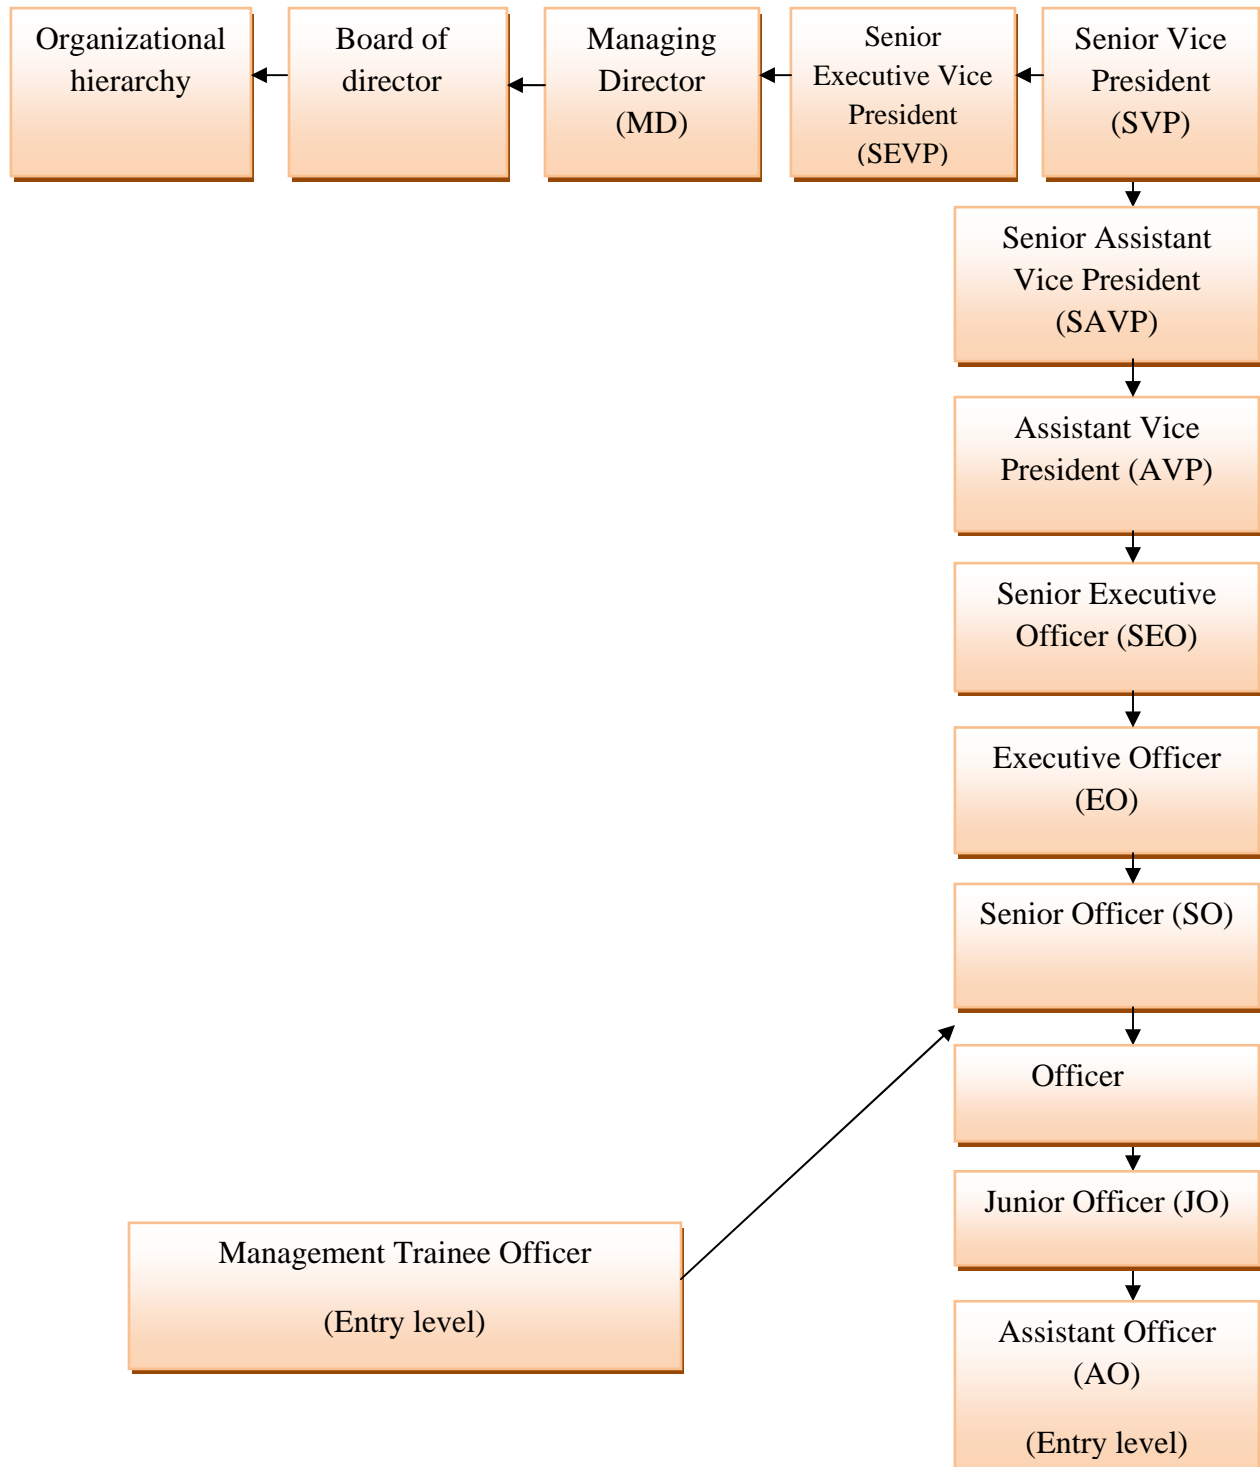 Organizational
hierarchy
Board of
director
Managing
Director
(MD)
Senior
Executive Vice
President
(SEVP)
Senior Vice
President
(SVP)
Senior Assistant
Vice President
(SAVP)
Assistant Vice
President (AVP)
Senior Executive
Officer (SEO)
Executive Officer
(EO)
Senior Officer (SO)
Officer
Junior Officer (JO)
Management Trainee Officer
(Entry level)
Assistant Officer
(AO)
(Entry level)